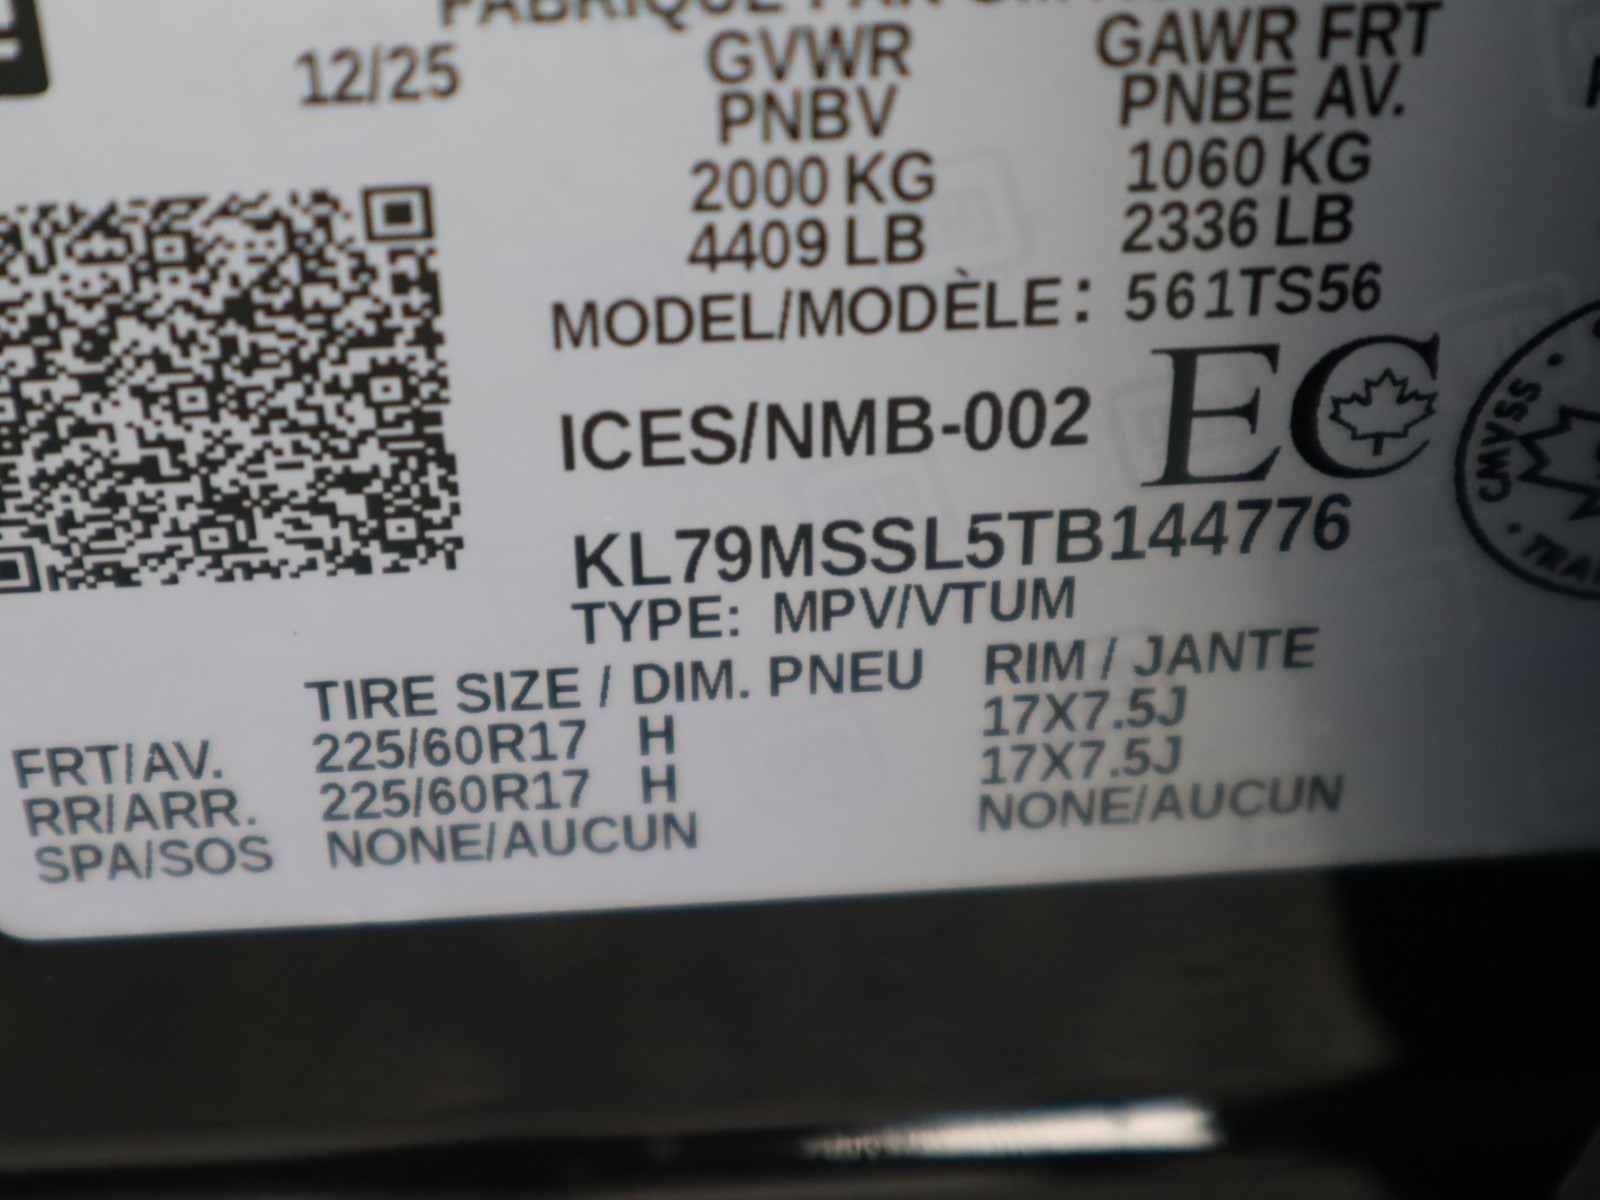 12/25
GVWR
PNBV
2000 KG
4409 LB
GAWR FRT
PNBE AV.
1060 KG
2336 LB
MODEL/MODÈLE: 561TS56
ICES/NMB-002
EC
CMVSS
KL79MSSL5TB144776
TYPE: MPV/VTUM
TIRE SIZE / DIM. PNEU RIM / JANTE
FRT/AV. 225/60R17 H 17X7.5J
RR/ARR. 225/60R17 H 17X7.5J
SPA/SOS NONE/AUCUN NONE/AUCUN